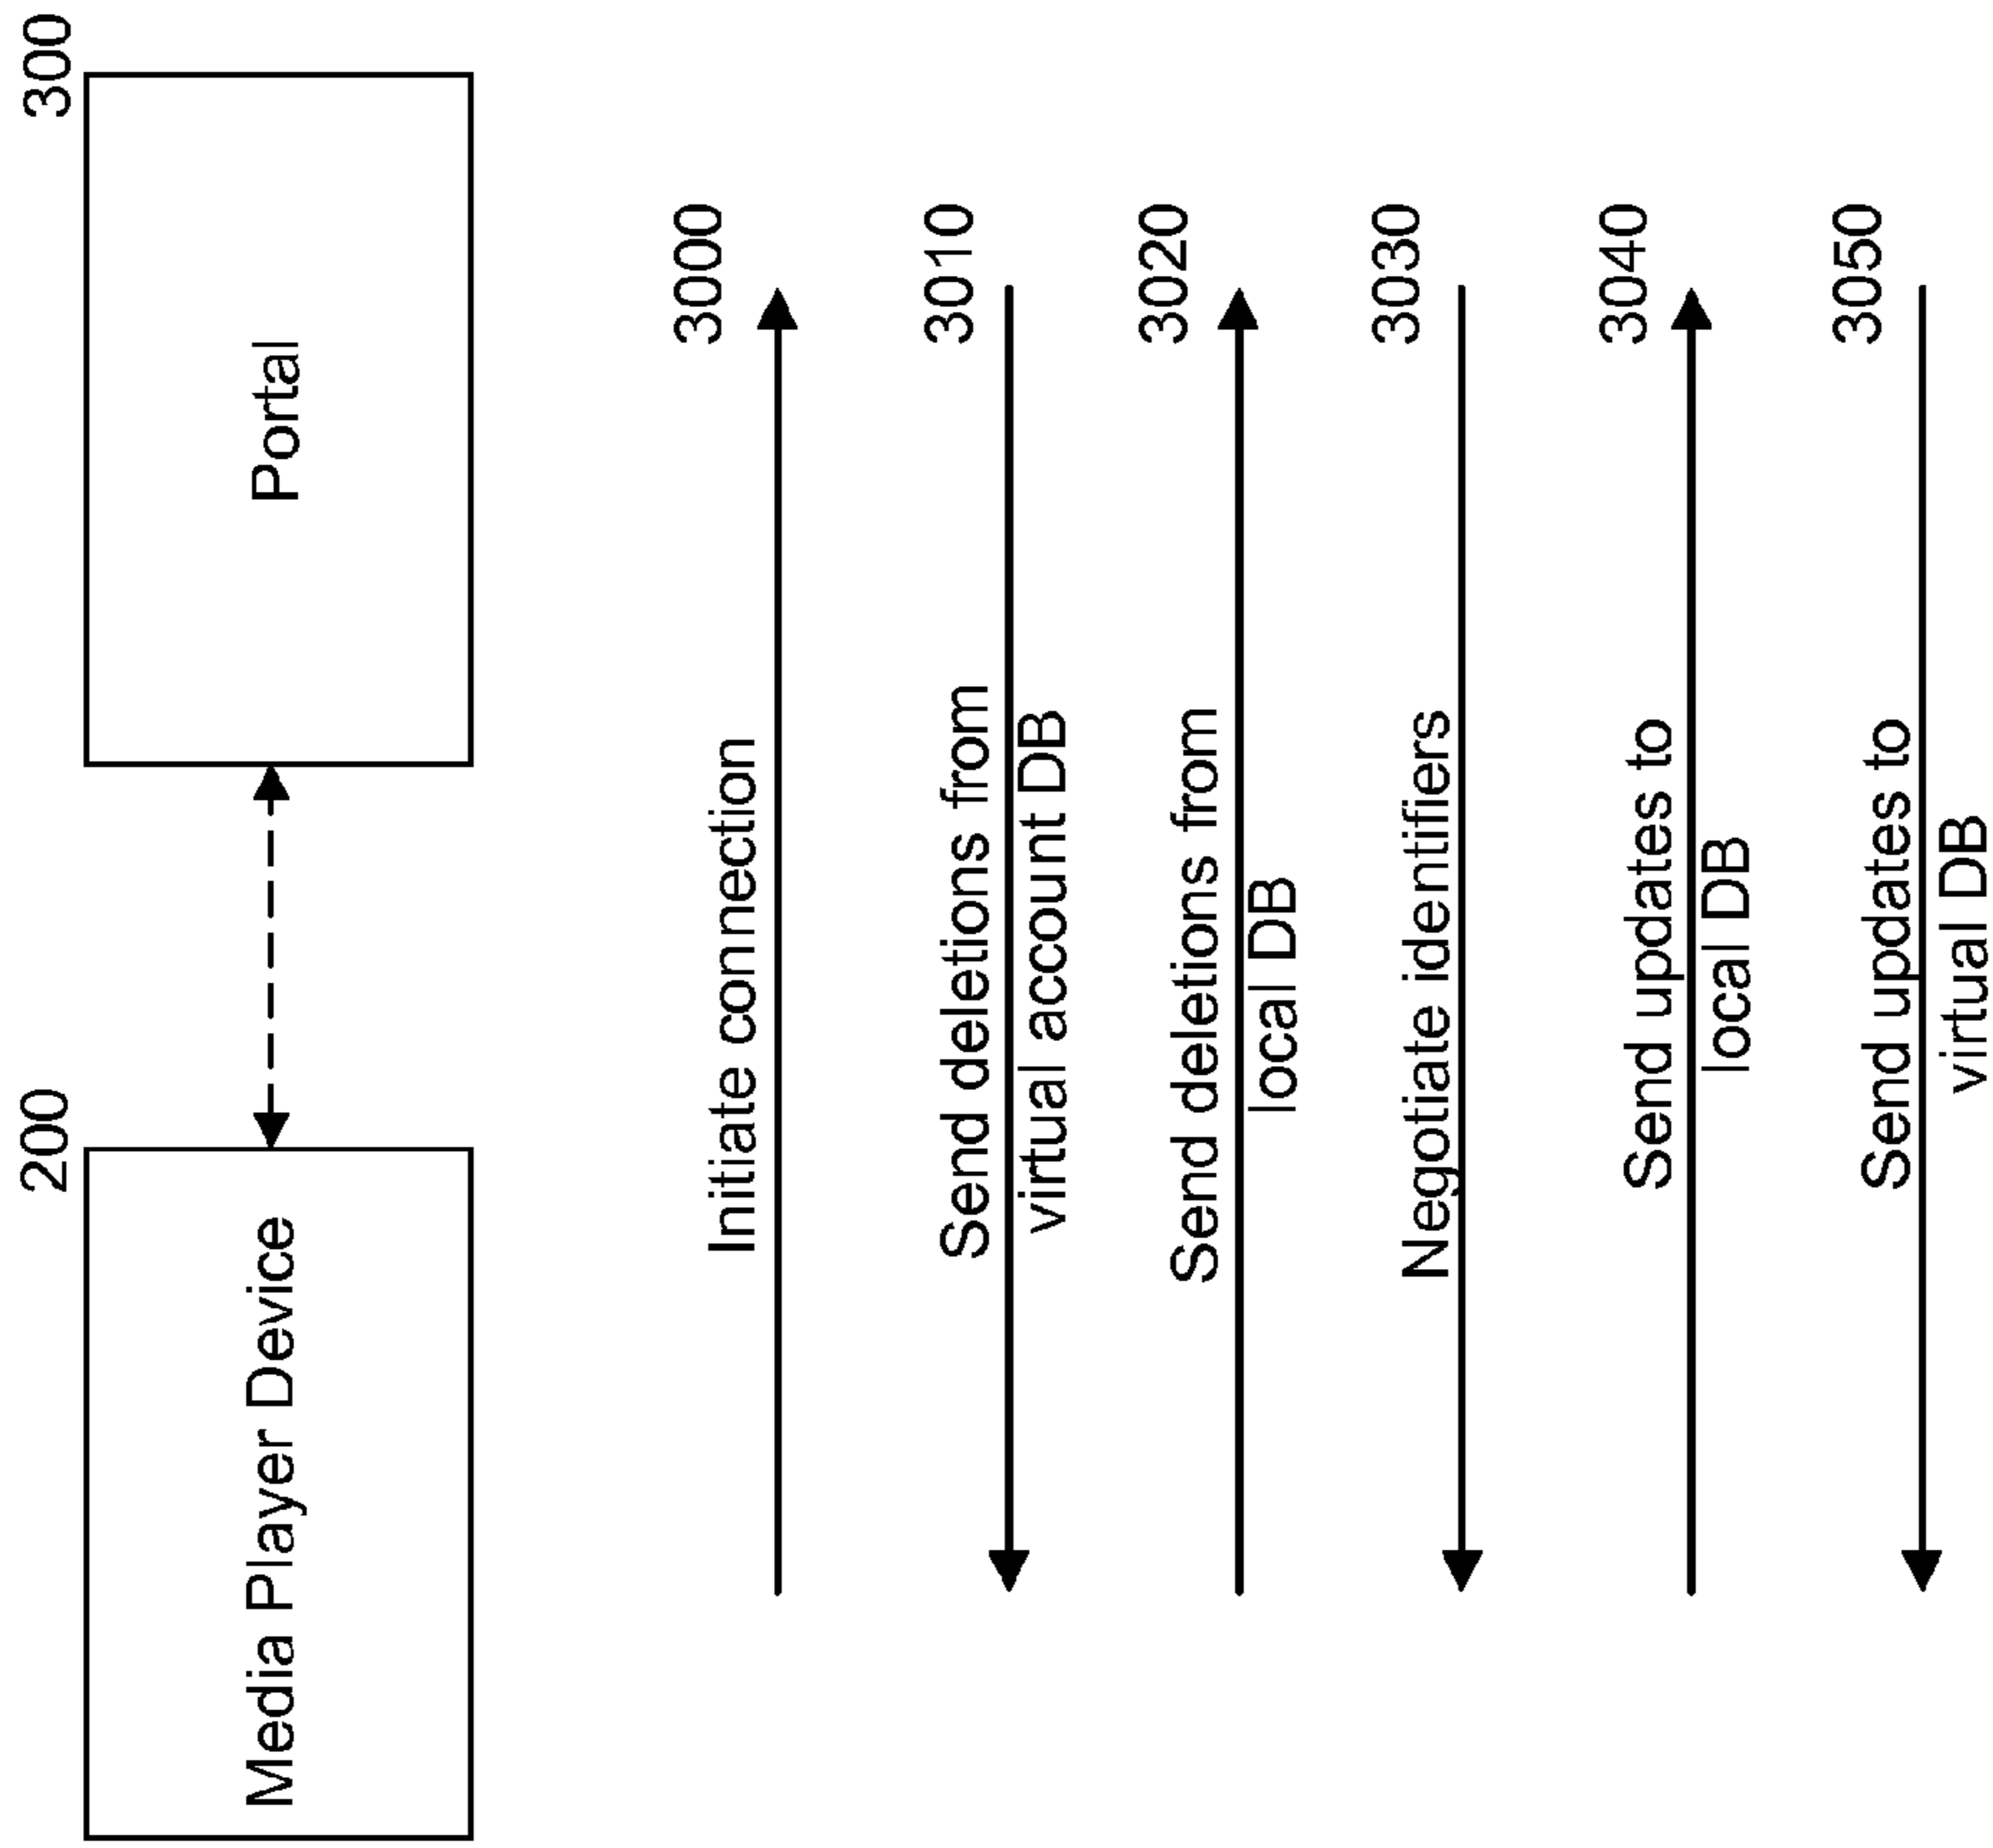 200
300
Media Player Device
Portal
3000
Initiate connection
3010
Send deletions from
virtual account DB
3020
Send deletions from
local DB
3030
Negotiate identifiers
3040
Send updates to
local DB
3050
Send updates to
virtual DB